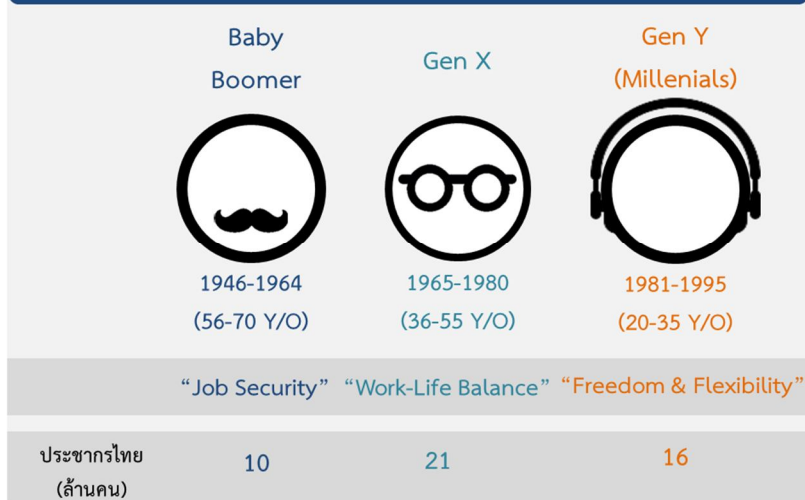 Baby
Boomer
Gen X
Gen Y
(Millenials)
1946-1964
(56-70 Y/O)
1965-1980
(36-55 Y/O)
1981-1995
(20-35 Y/O)
“Job Security” “Work-Life Balance” “Freedom & Flexibility”
ประชากรไทย
(ล้านคน)
10 21 16